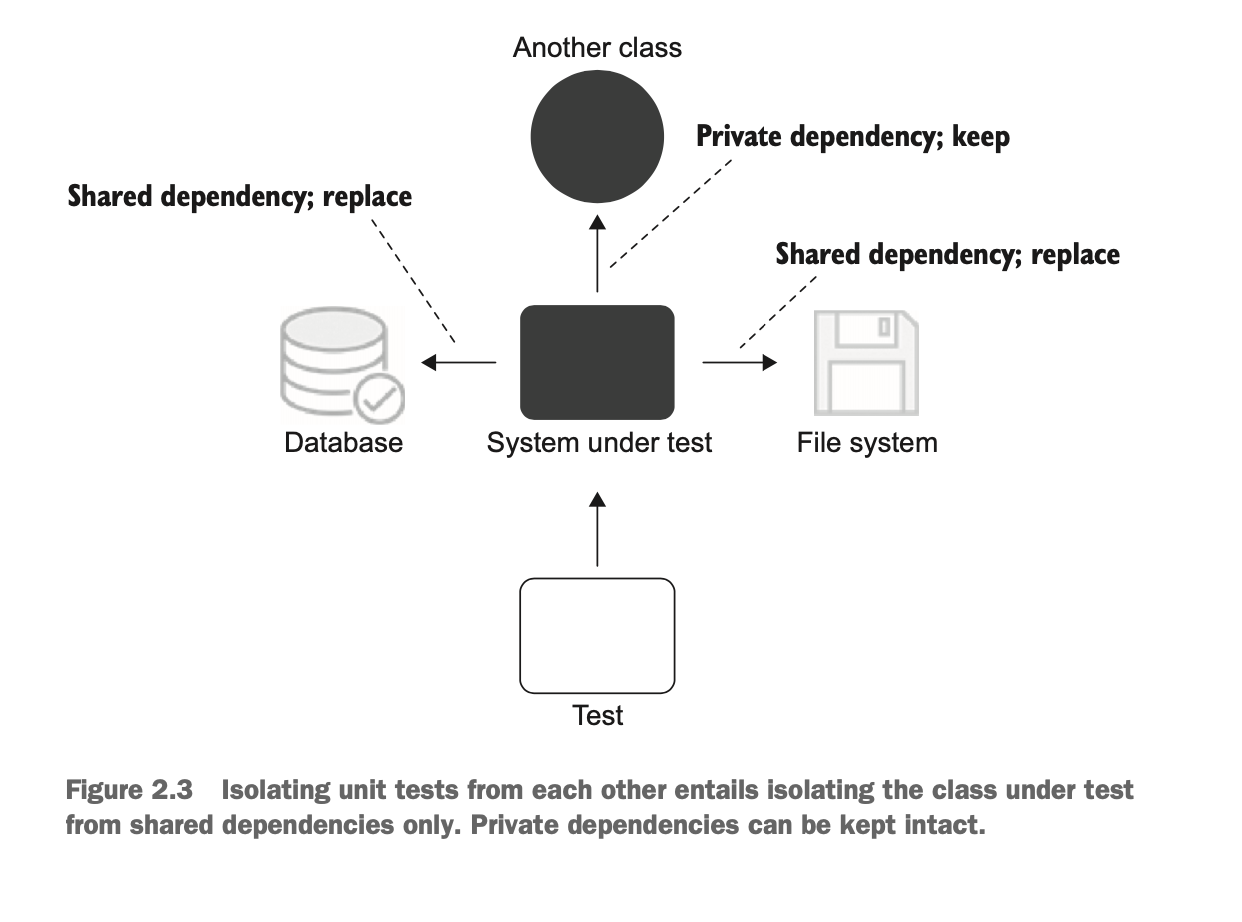 Another class
Private dependency; keep
Shared dependency; replace
Shared dependency; replace
Database
System under test
File system
Test
Figure 2.3 Isolating unit tests from each other entails isolating the class under test
from shared dependencies only. Private dependencies can be kept intact.